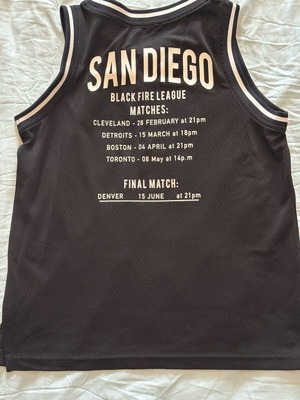 SAN DIEGO
BLACK FIRE LEAGUE
MATCHES:
CLEVELAND - 28 FEBRUARY at 21pm
DETROITS - 15 MARCH at 18pm
BOSTON - 04 APRIL at 21pm
TORONTO - 08 May at 14p.m
FINAL MATCH:
DENVER 15 JUNE at 21pm